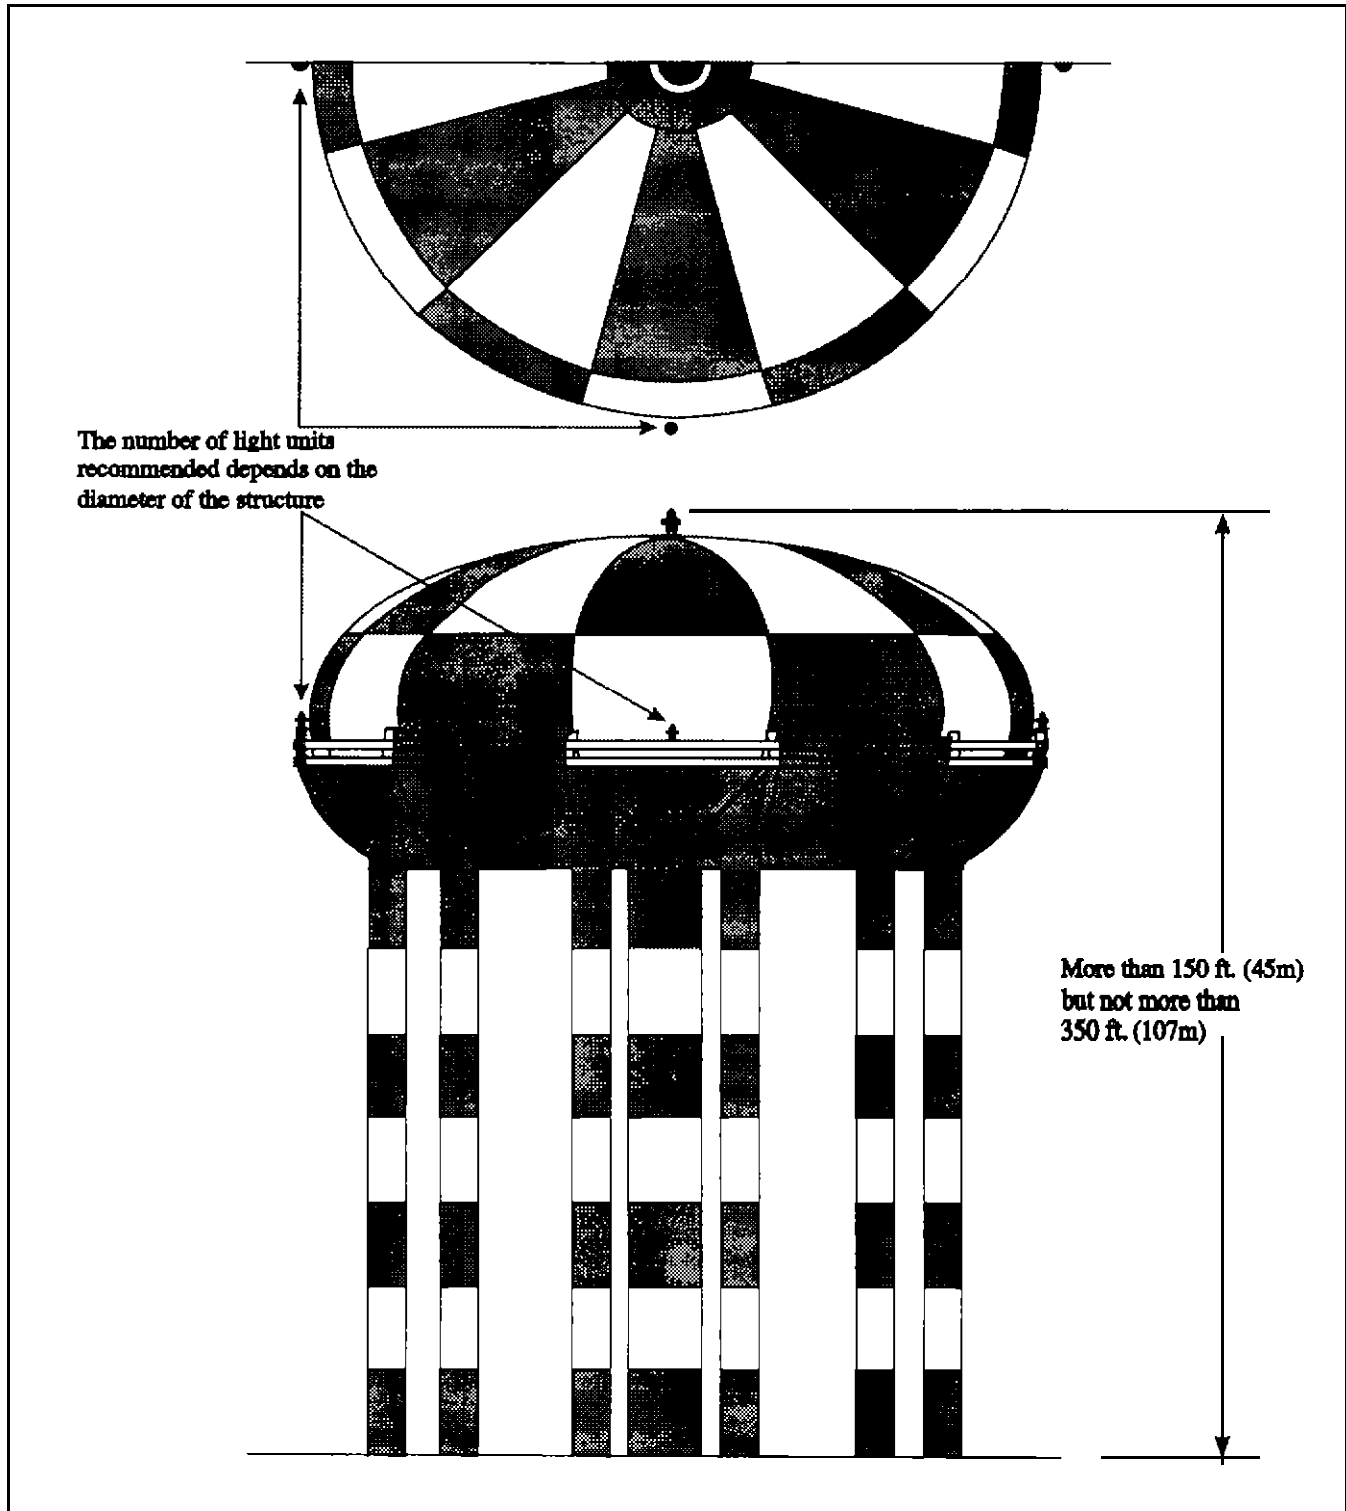 The number of light units
recommended depends on the
diameter of the structure
More than 150 ft. (45m)
but not more than
350 ft. (107m)